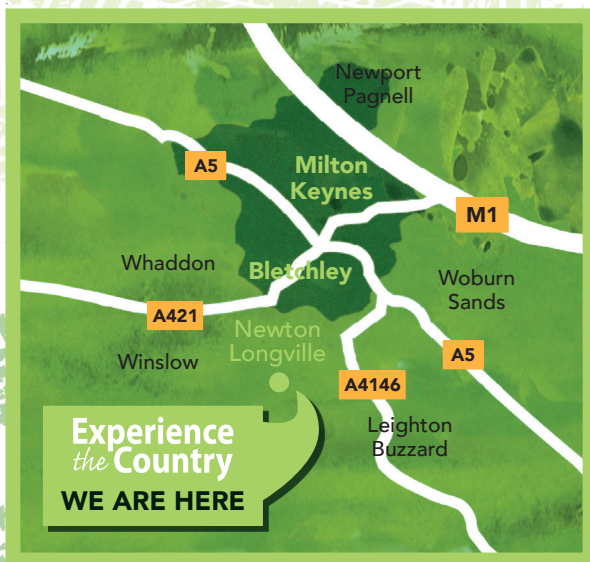 Newport
Pagnell
A5
Milton
Keynes
M1
Whaddon
Bletchley
Woburn
Sands
A421
Newton
Longville
Winslow
A5
A4146
Leighton
Buzzard
Experience
the Country
WE ARE HERE